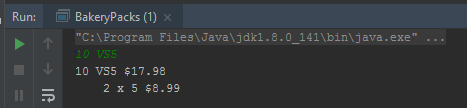 Run: BakeryPacks (1) ×
"C:\Program Files\Java\jdk1.8.0_141\bin\java.exe" ...
10 VS5
10 VS5 $17.98
2 x 5 $8.99